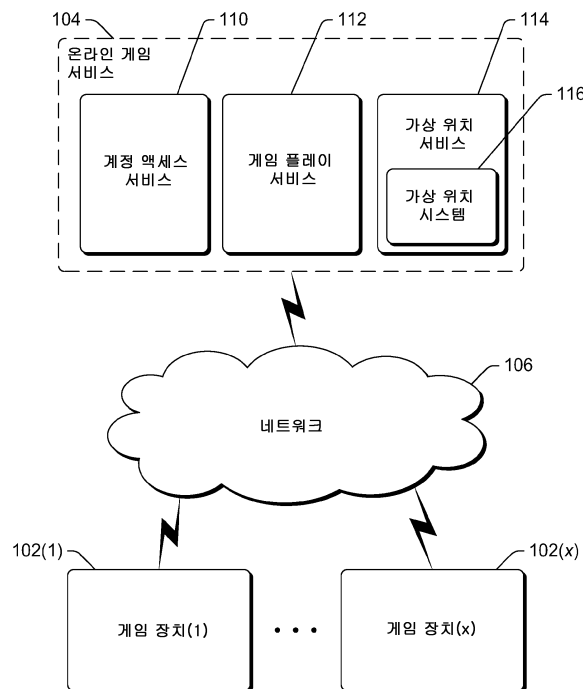 104
110
112
114
온라인 게임
서비스
116
계정 액세스
서비스
게임 플레이
서비스
가상 위치
서비스
가상 위치
시스템
106
네트워크
102(1)
102(x)
게임 장치(1)
• • •
게임 장치(x)